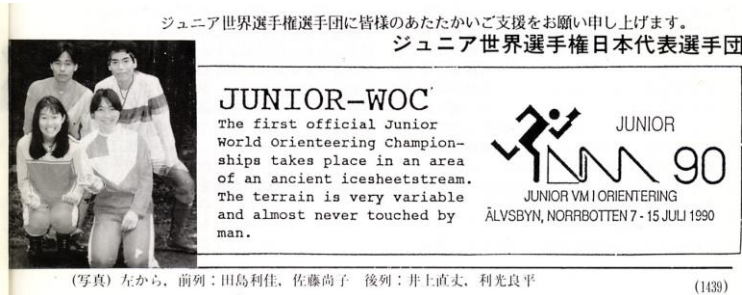 ジュニア世界選手権選手団に皆様のあたたかいご支援をお願い申し上げます。
ジュニア世界選手権日本代表選手団
JUNIOR-WOC
The first official Junior
World Orienteering Champion-
ships takes place in an area
of an ancient icesheetstream.
The terrain is very variable
and almost never touched by
man.
JUNIOR
VM 90
JUNIOR VM I ORIENTERING
ÄLVSBYN, NORRBOTTEN 7 - 15 JULI 1990
(写真) 左から, 前列：田島利佳, 佐藤尚子 後列：井上直丈, 利光良平
(1439)